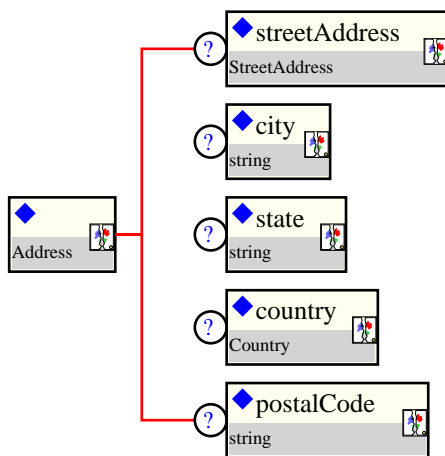 ?
streetAddress
StreetAddress
?
city
string
Address
?
state
string
?
country
Country
?
postalCode
string